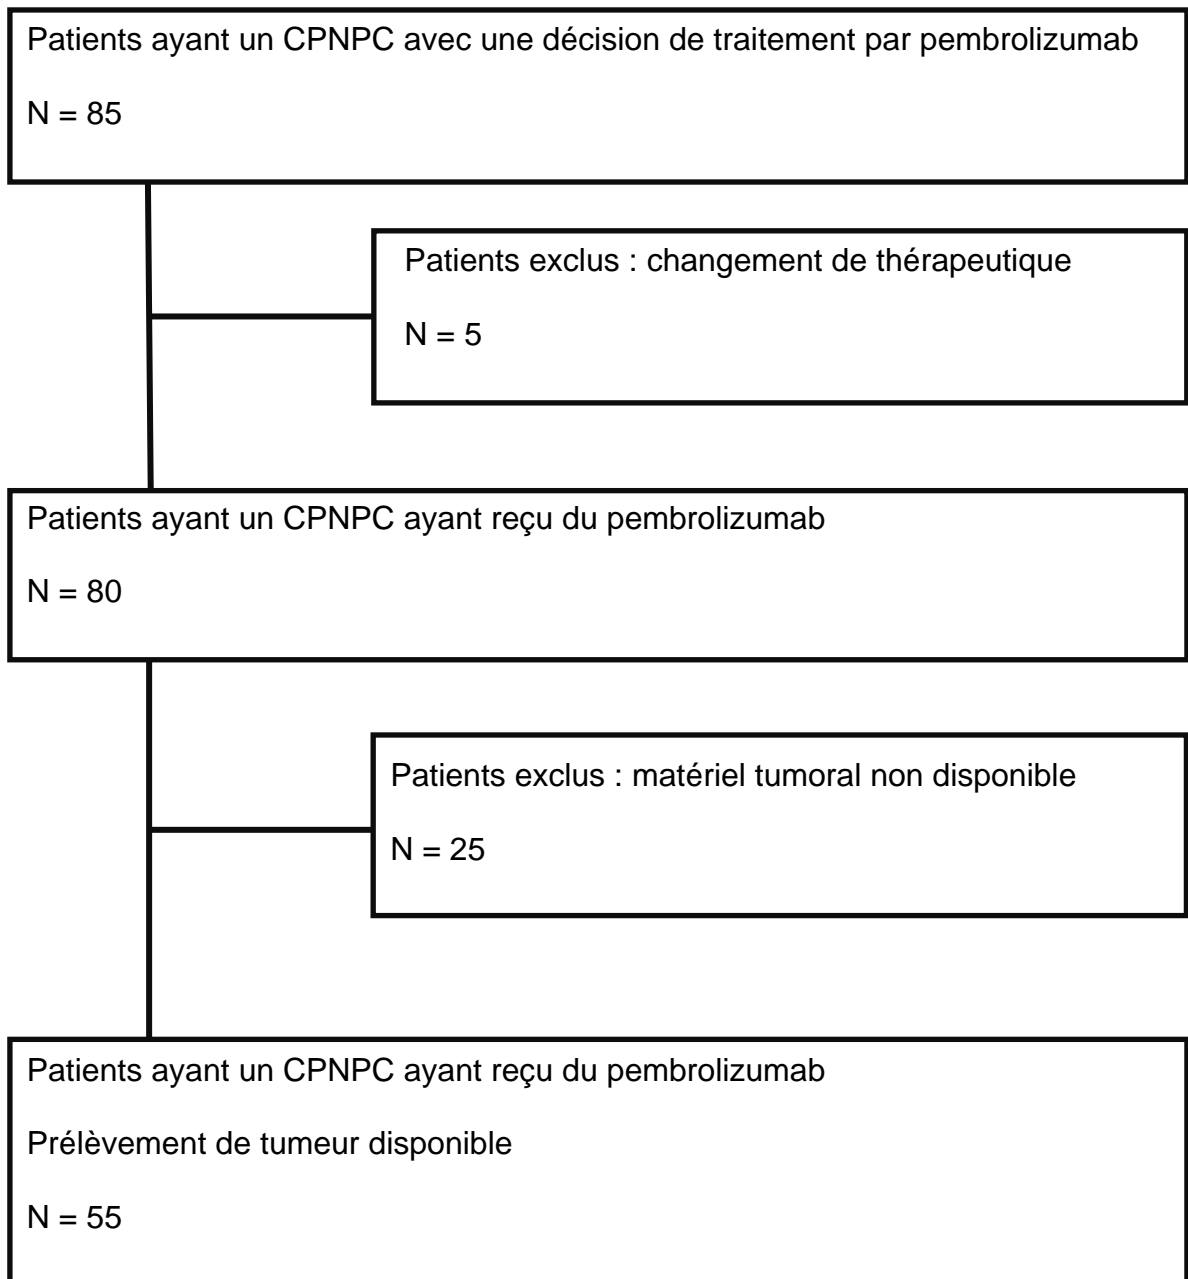 Patients ayant un CPNPC avec une décision de traitement par pembrolizumab
N = 85
Patients exclus : changement de thérapeutique
N = 5
Patients ayant un CPNPC ayant reçu du pembrolizumab
N = 80
Patients exclus : matériel tumoral non disponible
N = 25
Patients ayant un CPNPC ayant reçu du pembrolizumab
Prélèvement de tumeur disponible
N = 55